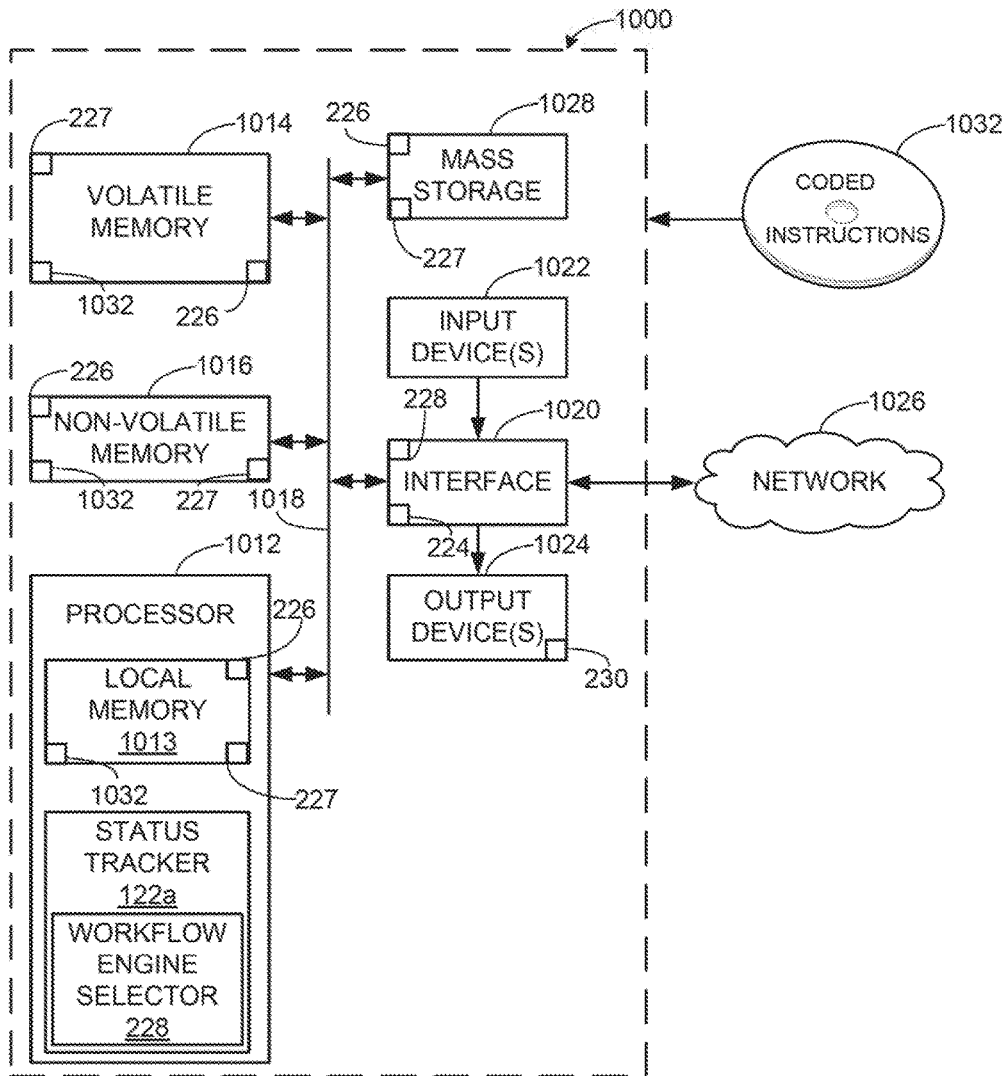 1000
227
1014
226
1028
1032
VOLATILE
MEMORY
MASS
STORAGE
CODED
INSTRUCTIONS
1032
226
227
1022
INPUT
DEVICE(S)
226
1016
228
1020
1026
NON-VOLATILE
MEMORY
INTERFACE
NETWORK
1032
227
1018
224
1024
1012
PROCESSOR
226
OUTPUT
DEVICE(S)
230
LOCAL
MEMORY
1013
1032
227
STATUS
TRACKER
122a
WORKFLOW
ENGINE
SELECTOR
228